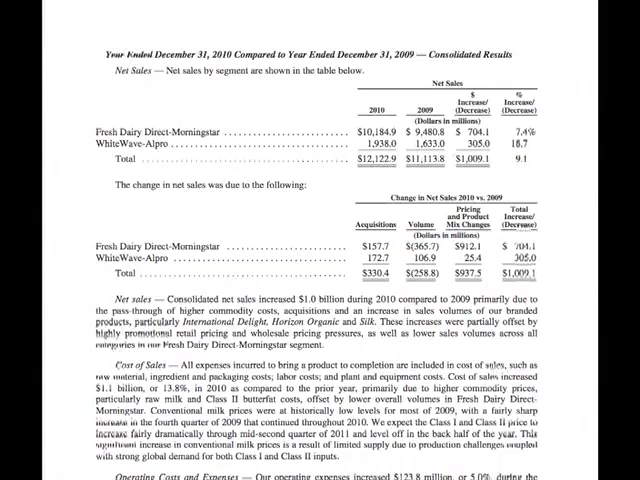 Year Ended December 31, 2010 Compared to Year Ended December 31, 2009 — Consolidated Results
Net Sales — Net sales by segment are shown in the table below.
Net Sales
2010 2009 $ Increase/ (Decrease) % Increase/ (Decrease)
(Dollars in millions)
Fresh Dairy Direct-Morningstar $10,184.9 $ 9,480.8 $ 704.1 7.4%
WhiteWave-Alpro 1,938.0 1,633.0 305.0 18.7
Total $12,122.9 $11,113.8 $1,009.1 9.1
The change in net sales was due to the following:
Change in Net Sales 2010 vs. 2009
Acquisitions Volume Pricing and Product Mix Changes Total Increase/ (Decrease)
(Dollars in millions)
Fresh Dairy Direct-Morningstar $157.7 $(365.7) $912.1 $ 704.1
WhiteWave-Alpro 172.7 106.9 25.4 305.0
Total $330.4 $(258.8) $937.5 $1,009.1
Net sales — Consolidated net sales increased $1.0 billion during 2010 compared to 2009 primarily due to
the pass-through of higher commodity costs, acquisitions and an increase in sales volumes of our branded
products, particularly International Delight, Horizon Organic and Silk. These increases were partially offset by
highly promotional retail pricing and wholesale pricing pressures, as well as lower sales volumes across all
categories in our Fresh Dairy Direct-Morningstar segment.
Cost of Sales — All expenses incurred to bring a product to completion are included in cost of sales, such as
raw material, ingredient and packaging costs; labor costs; and plant and equipment costs. Cost of sales increased
$1.1 billion, or 13.8%, in 2010 as compared to the prior year, primarily due to higher commodity prices,
particularly raw milk and Class II butterfat costs, offset by lower overall volumes in Fresh Dairy Direct-
Morningstar. Conventional milk prices were at historically low levels for most of 2009, with a fairly sharp
increase in the fourth quarter of 2009 that continued throughout 2010. We expect the Class I and Class II price to
increase fairly dramatically through mid-second quarter of 2011 and level off in the back half of the year. This
significant increase in conventional milk prices is a result of limited supply due to production challenges coupled
with strong global demand for both Class I and Class II inputs.
Operating Costs and Expenses — Our operating expenses increased $123.8 million, or 5.0%, during the